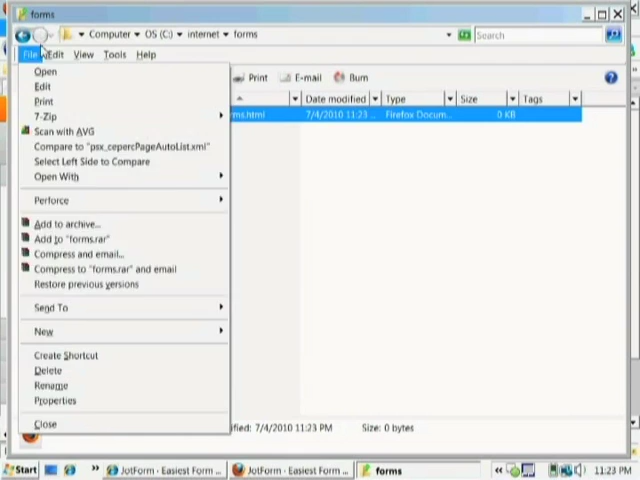 forms
Computer ▾ OS (C:) ▾ internet ▾ forms
Search
File Edit View Tools Help
Print E-mail Burn
Date modified Type Size Tags
rms.html 7/4/2010 11:23 ... Firefox Docum... 0 KB
Open
Edit
Print
7-Zip
Scan with AVG
Compare to "psx_cepercPageAutoList.xml"
Select Left Side to Compare
Open With
Perforce
Add to archive...
Add to "forms.rar"
Compress and email...
Compress to "forms.rar" and email
Restore previous versions
Send To
New
Create Shortcut
Delete
Rename
Properties
Close
ified: 7/4/2010 11:23 PM Size: 0 bytes
Start » JotForm - Easiest Form ... JotForm - Easiest Form ... forms « 11:23 PM